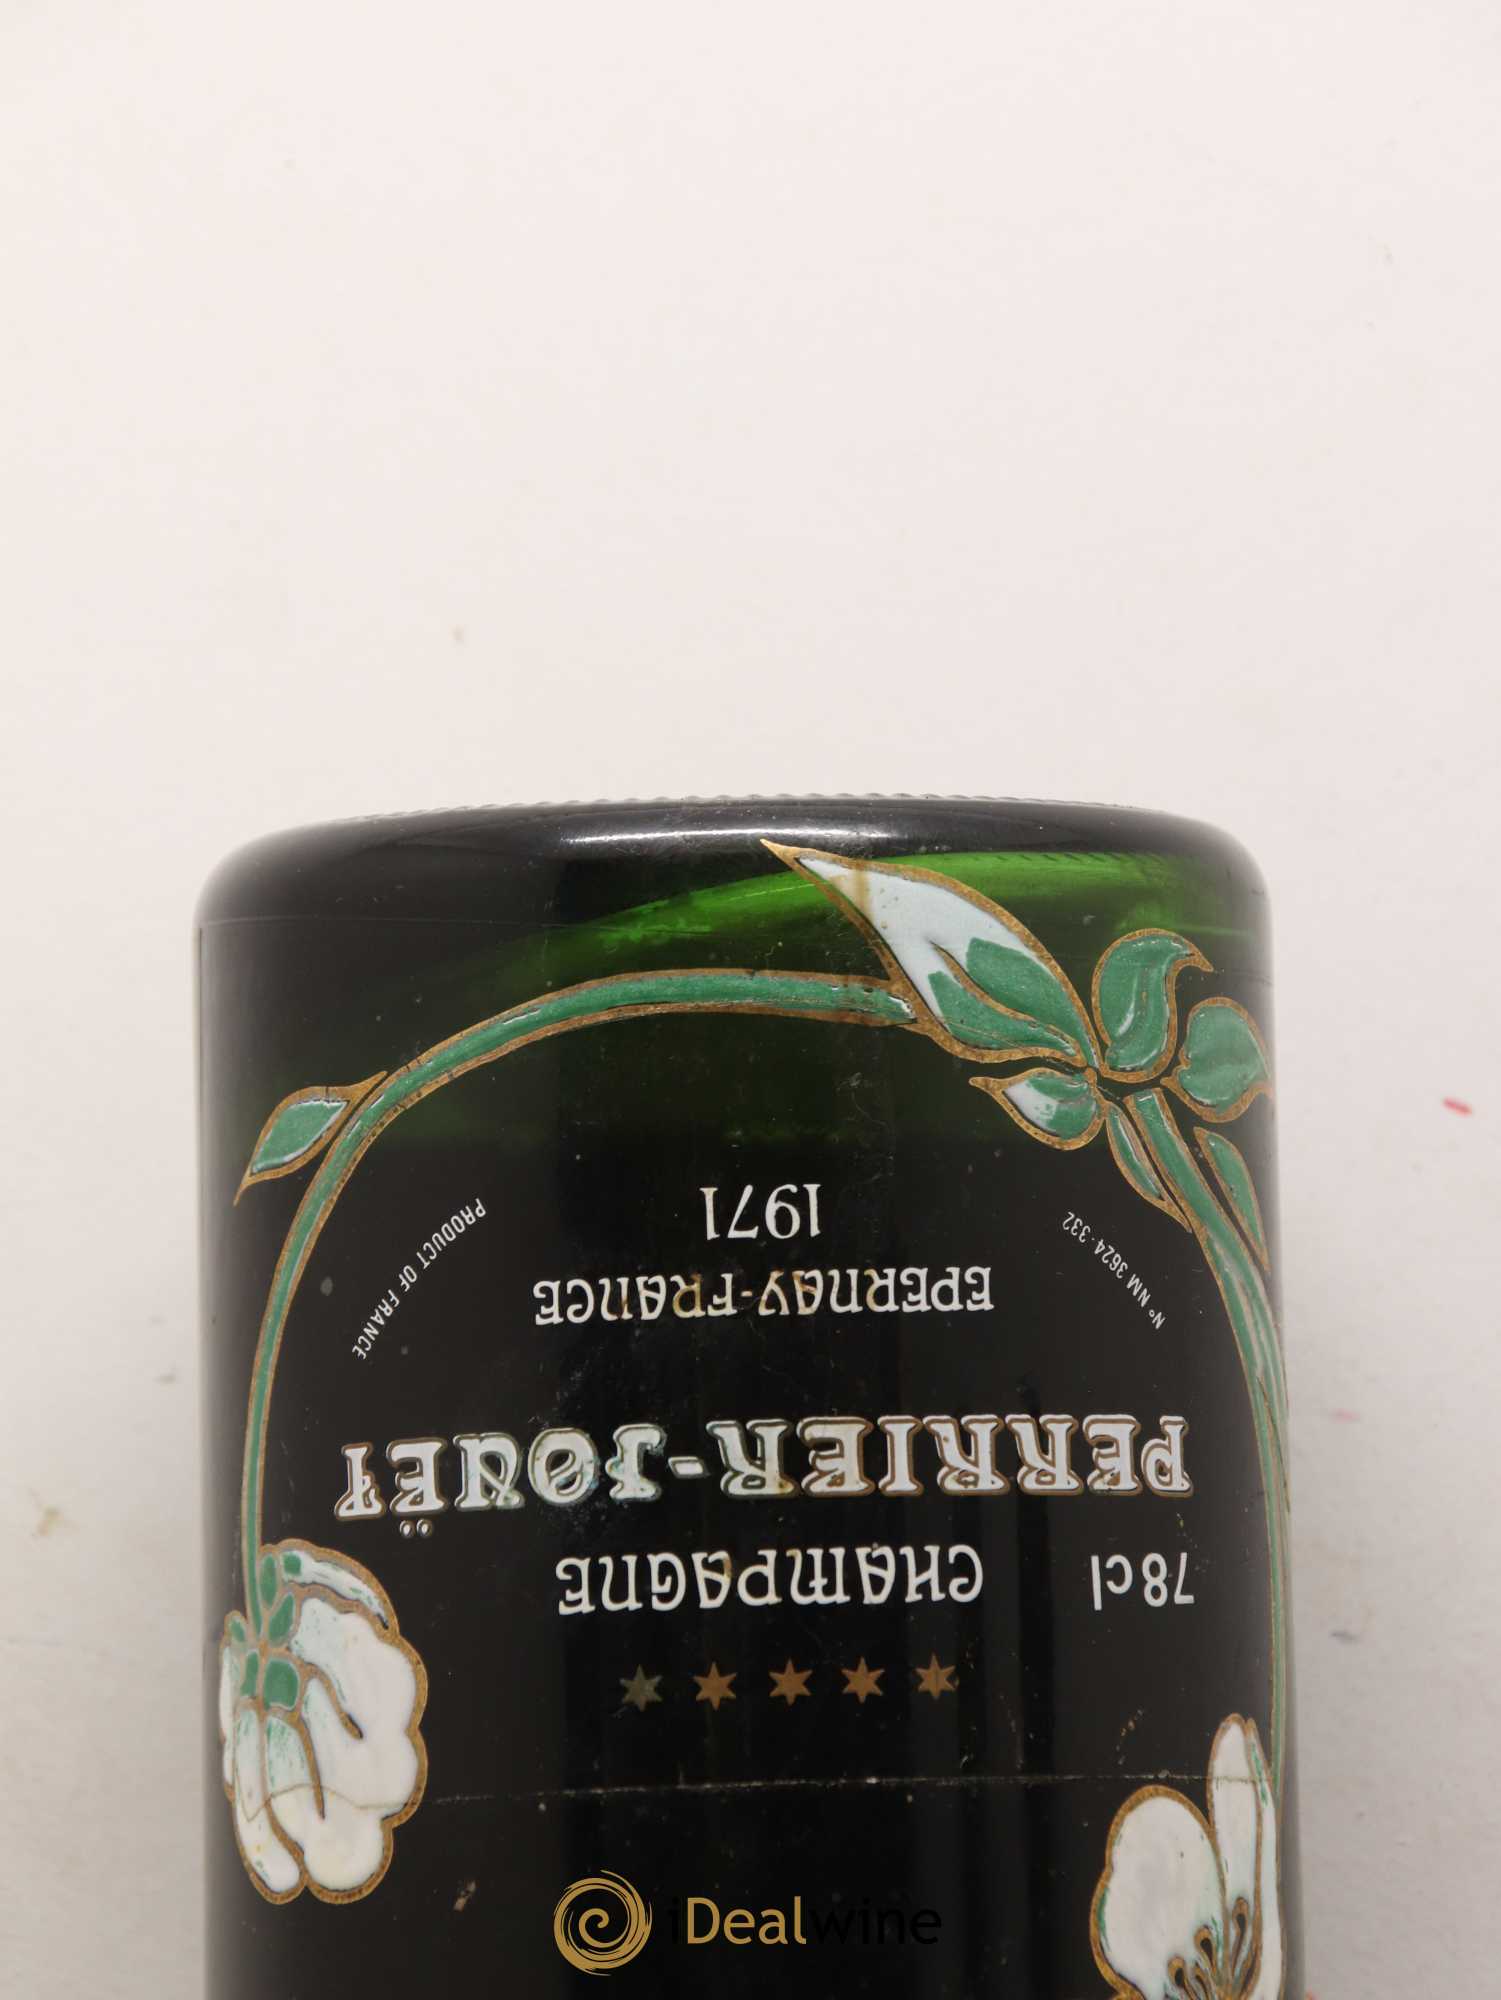 78cl
CHAMPAGNE
PERRIER-JOUËT
EPERNAY-FRANCE
1971
N° NM 3624-332
PRODUCT OF FRANCE
iDealwine